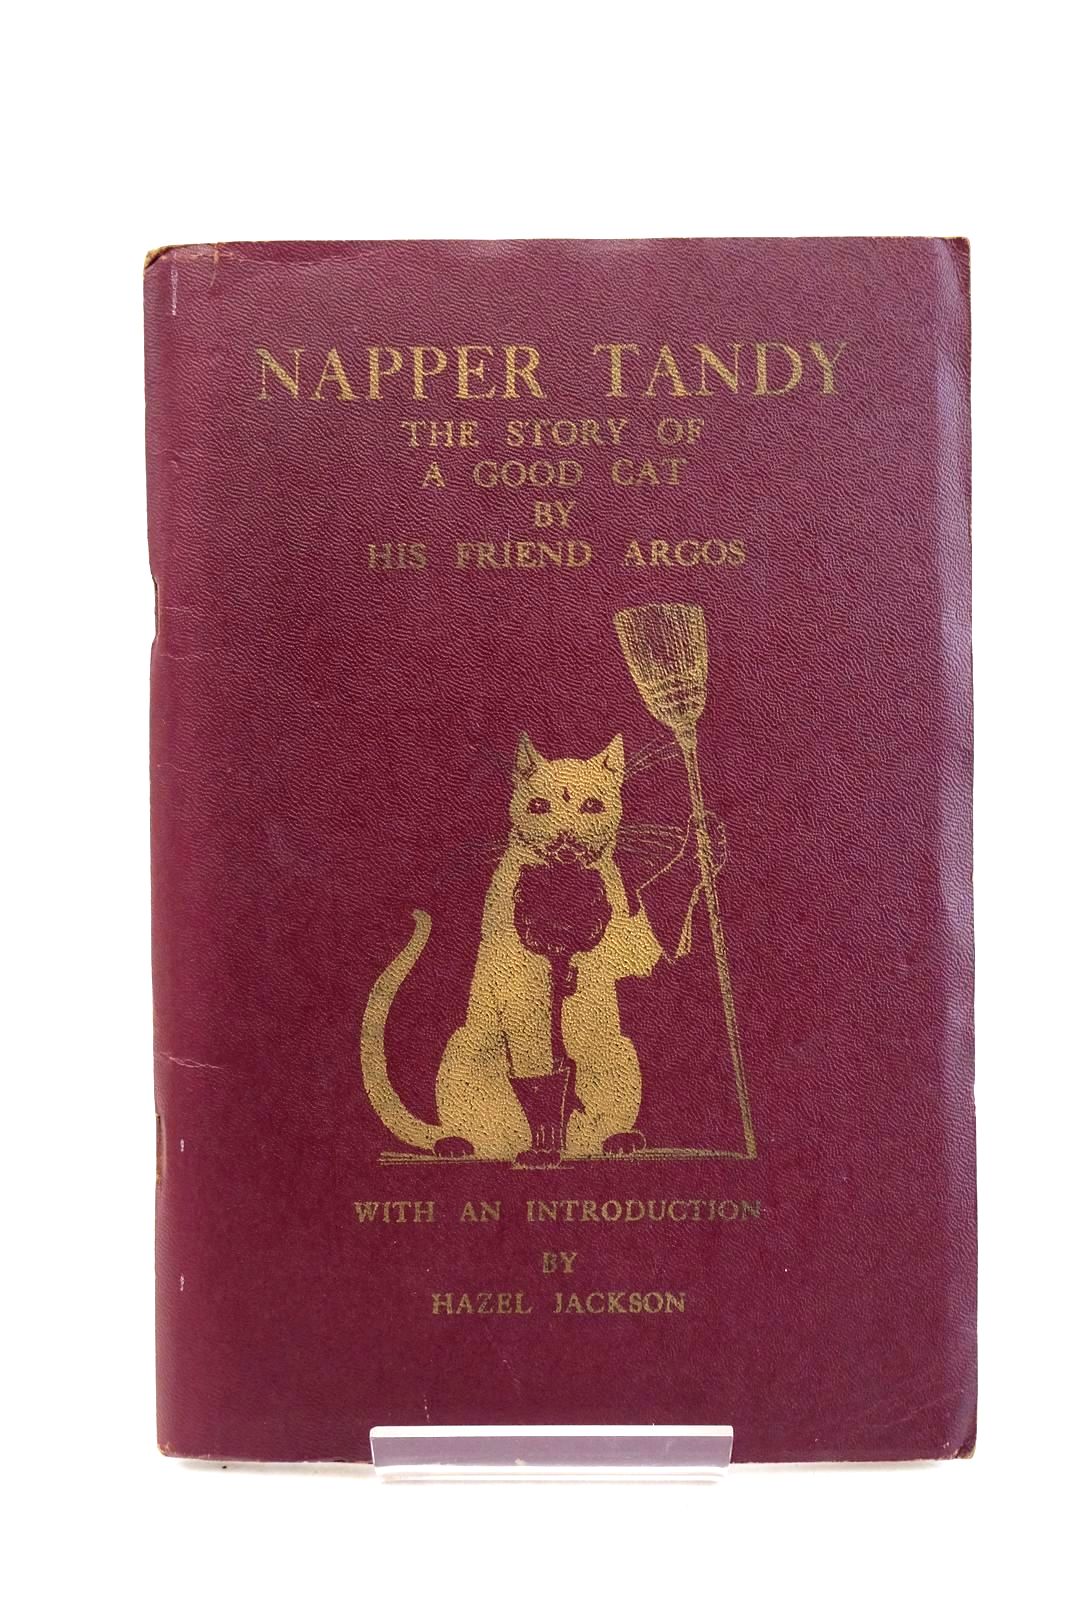 NAPPER TANDY
THE STORY OF
A GOOD CAT
BY
HIS FRIEND ARGOS
WITH AN INTRODUCTION
BY
HAZEL JACKSON